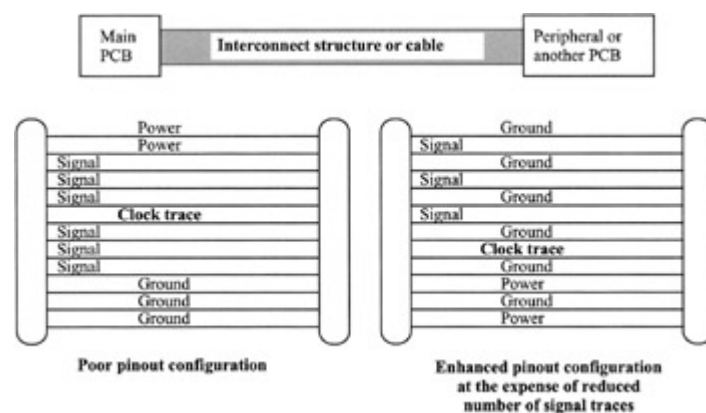 Main
PCB
Interconnect structure or cable
Peripheral or
another PCB
Power
Power
Signal
Signal
Signal
Clock trace
Signal
Signal
Signal
Ground
Ground
Ground
Poor pinout configuration
Ground
Signal
Ground
Signal
Ground
Signal
Ground
Clock trace
Ground
Power
Ground
Power
Enhanced pinout configuration
at the expense of reduced
number of signal traces